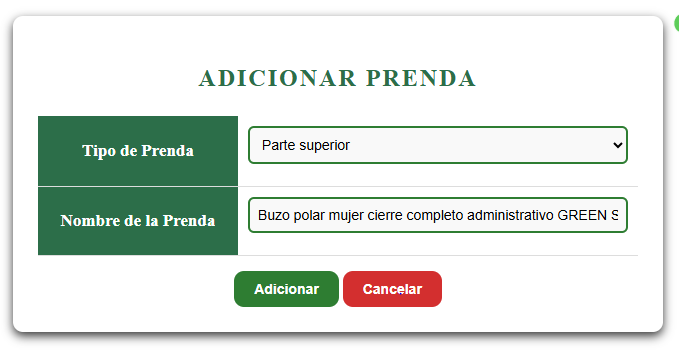 ADICIONAR PRENDA
Tipo de Prenda
Parte superior
Nombre de la Prenda
Buzo polar mujer cierre completo administrativo GREEN S
Adicionar
Cancelar